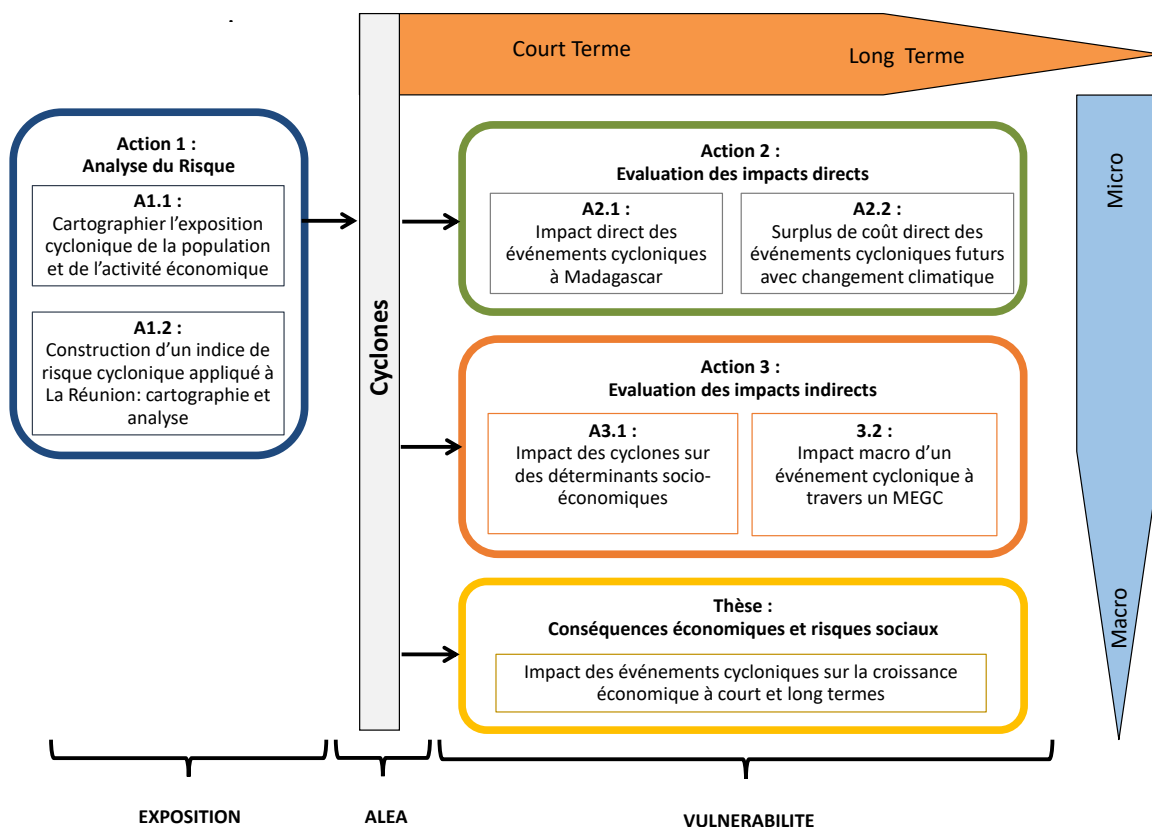 Court Terme
Long Terme
Action 1 :
Analyse du Risque
A1.1 :
Cartographier l’exposition
cyclonique de la population
et de l’activité économique
A1.2 :
Construction d’un indice de
risque cyclonique appliqué à
La Réunion: cartographie et
analyse
Cyclones
Action 2 :
Evaluation des impacts directs
A2.1 :
Impact direct des
événements cycloniques
à Madagascar
A2.2 :
Surplus de coût direct des
événements cycloniques futurs
avec changement climatique
Action 3 :
Evaluation des impacts indirects
A3.1 :
Impact des cyclones sur
des déterminants socio-
économiques
3.2 :
Impact macro d’un
événement cyclonique à
travers un MEGC
Thèse :
Conséquences économiques et risques sociaux
Impact des événements cycloniques sur la croissance
économique à court et long termes
Micro
Macro
EXPOSITION
ALEA
VULNERABILITE